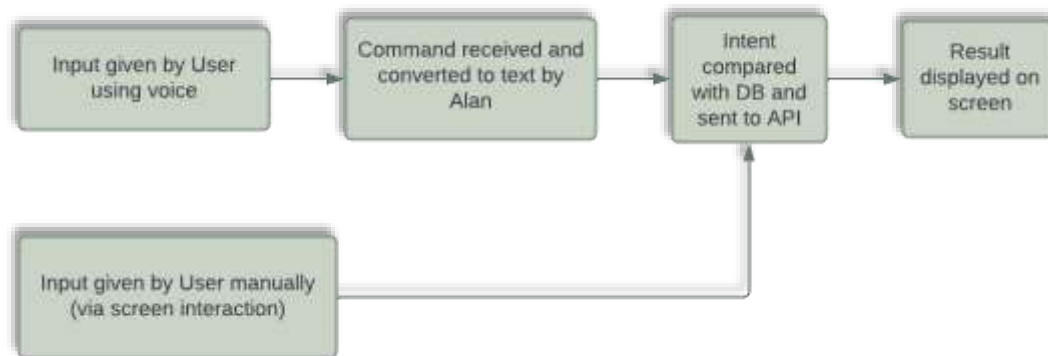 Input given by User
using voice
Command received and
converted to text by
Alan
Intent
compared
with DB and
sent to API
Result
displayed on
screen
Input given by User manually
(via screen interaction)